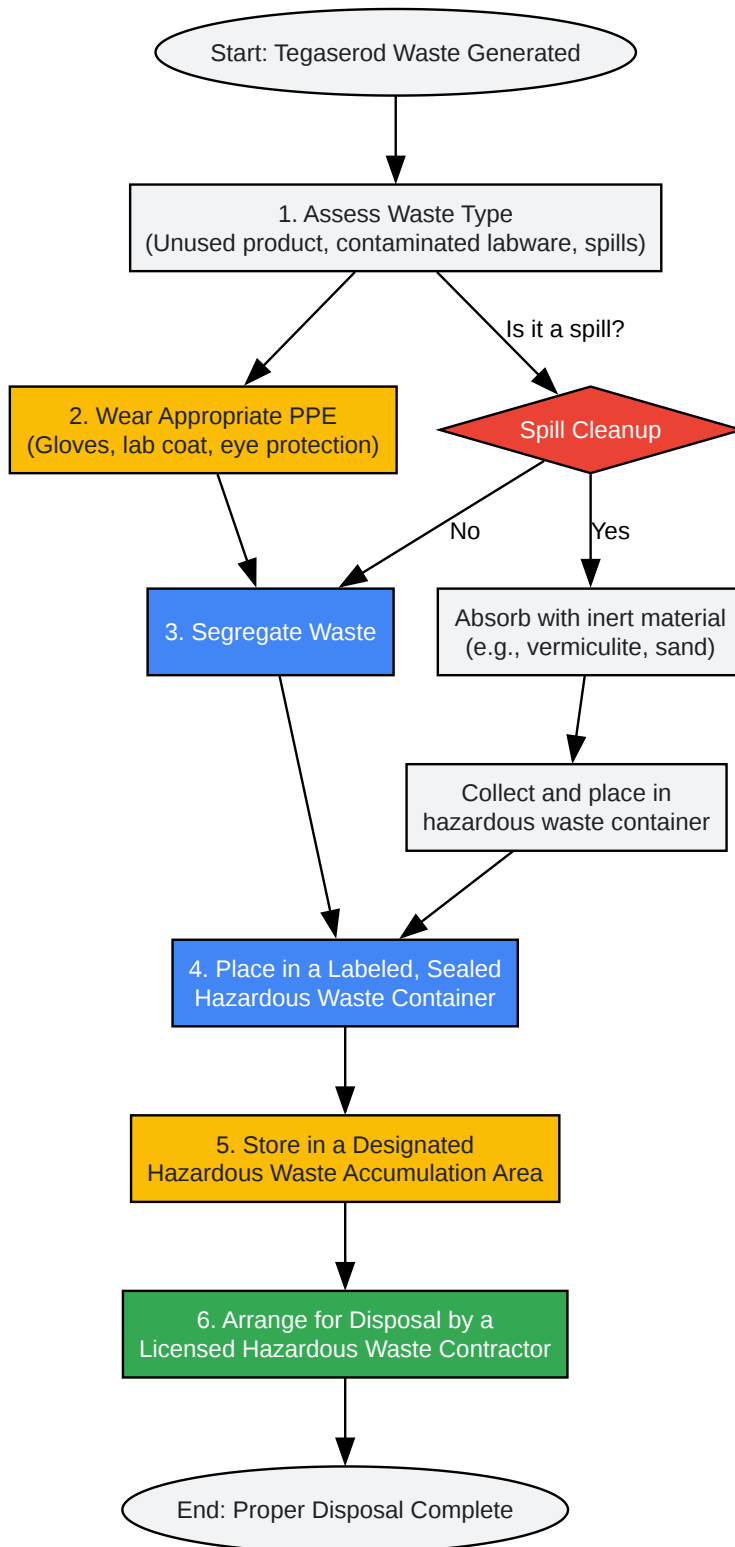 Start: Tegaserod Waste Generated
1. Assess Waste Type
(Unused product, contaminated labware, spills)
Is it a spill?
2. Wear Appropriate PPE
(Gloves, lab coat, eye protection)
Spill Cleanup
No
Yes
3. Segregate Waste
Absorb with inert material
(e.g., vermiculite, sand)
Collect and place in
hazardous waste container
4. Place in a Labeled, Sealed
Hazardous Waste Container
5. Store in a Designated
Hazardous Waste Accumulation Area
6. Arrange for Disposal by a
Licensed Hazardous Waste Contractor
End: Proper Disposal Complete